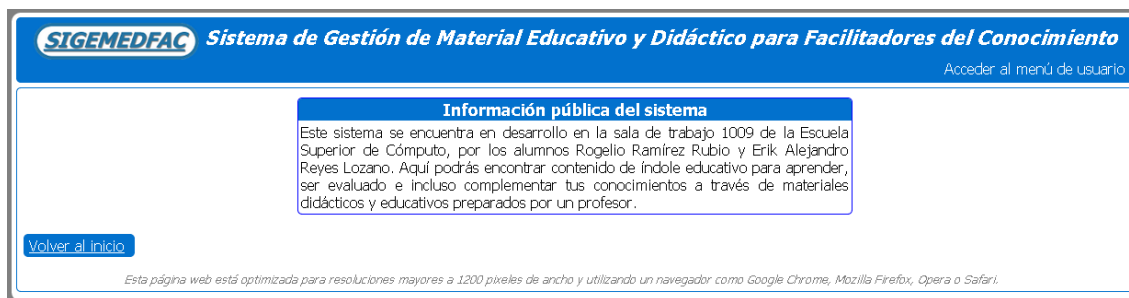 SIGEMEDFAC Sistema de Gestión de Material Educativo y Didáctico para Facilitadores del Conocimiento
Acceder al menú de usuario
Información pública del sistema
Este sistema se encuentra en desarrollo en la sala de trabajo 1009 de la Escuela
Superior de Cómputo, por los alumnos Rogelio Ramírez Rubio y Erik Alejandro
Reyes Lozano. Aquí podrás encontrar contenido de índole educativo para aprender,
ser evaluado e incluso complementar tus conocimientos a través de materiales
didácticos y educativos preparados por un profesor.
Volver al inicio
Esta página web está optimizada para resoluciones mayores a 1200 pixeles de ancho y utilizando un navegador como Google Chrome, Mozilla Firefox, Opera o Safari.